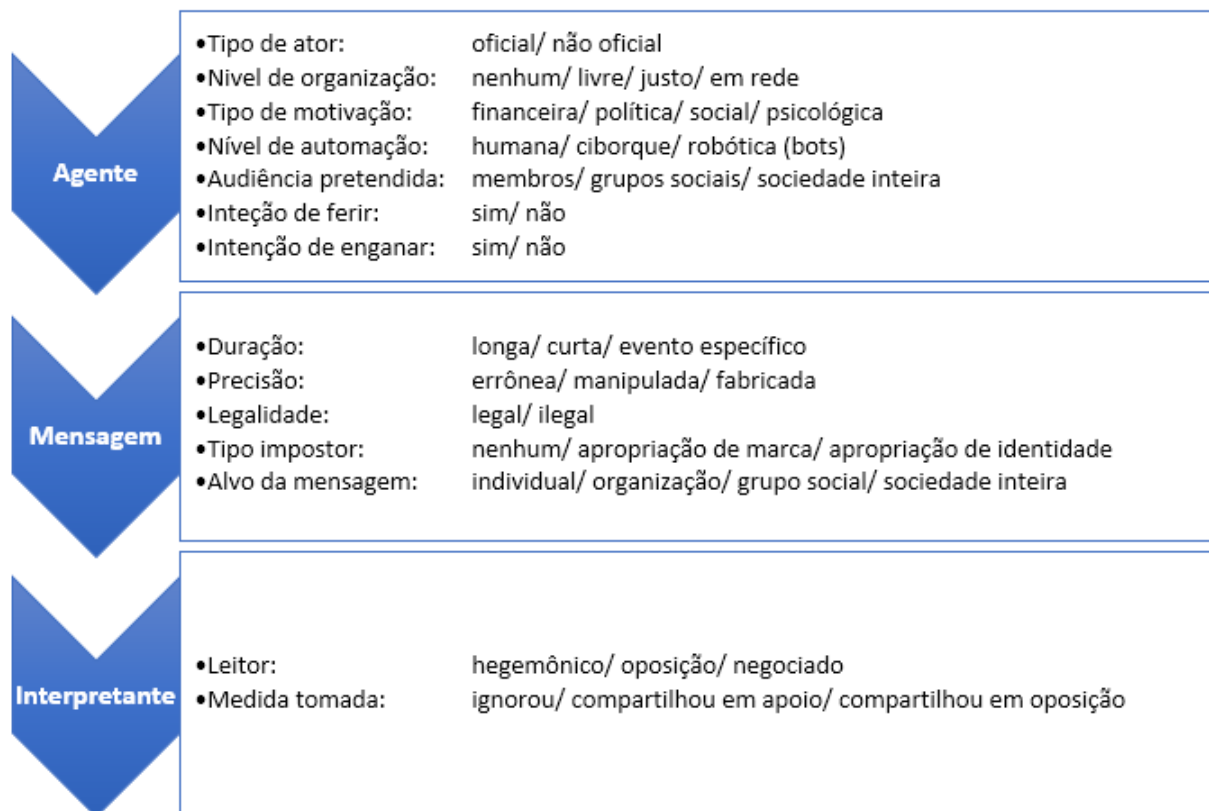 Agente
•Tipo de ator: oficial/ não oficial
•Nivel de organização: nenhum/ livre/ justo/ em rede
•Tipo de motivação: financeira/ política/ social/ psicológica
•Nível de automação: humana/ ciborque/ robótica (bots)
•Audiência pretendida: membros/ grupos sociais/ sociedade inteira
•Inteção de ferir: sim/ não
•Intenção de enganar: sim/ não
Mensagem
•Duração: longa/ curta/ evento específico
•Precisão: errônea/ manipulada/ fabricada
•Legalidade: legal/ ilegal
•Tipo impostor: nenhum/ apropriação de marca/ apropriação de identidade
•Alvo da mensagem: individual/ organização/ grupo social/ sociedade inteira
Interpretante
•Leitor: hegemônico/ oposição/ negociado
•Medida tomada: ignorou/ compartilhou em apoio/ compartilhou em oposição